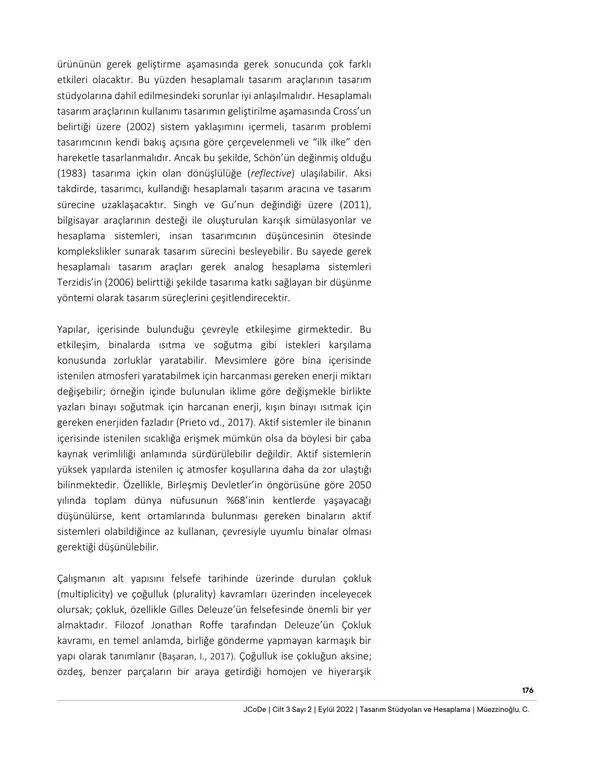 ürününün gerek geliştirme aşamasında gerek sonucunda çok farklı
etkileri olacaktır. Bu yüzden hesaplamalı tasarım araçlarının tasarım
stüdyolarına dahil edilmesindeki sorunlar iyi anlaşılmalıdır. Hesaplamalı
tasarım araçlarının kullanımı tasarımın geliştirilme aşamasında Cross’un
belirtiği üzere (2002) sistem yaklaşımını içermeli, tasarım problemi
tasarımcının kendi bakış açısına göre çerçevelenmeli ve “ilk ilke” den
hareketle tasarlanmalıdır. Ancak bu şekilde, Schön’ün değinmiş olduğu
(1983) tasarıma içkin olan dönüşlülüğe (reflective) ulaşılabilir. Aksi
takdirde, tasarımcı, kullandığı hesaplamalı tasarım aracına ve tasarım
sürecine uzaklaşacaktır. Singh ve Gu’nun değindiği üzere (2011),
bilgisayar araçlarının desteği ile oluşturulan karışık simülasyonlar ve
hesaplama sistemleri, insan tasarımcının düşüncesinin ötesinde
komplekslikler sunarak tasarım sürecini besleyebilir. Bu sayede gerek
hesaplamalı tasarım araçları gerek analog hesaplama sistemleri
Terzidis’in (2006) belirttiği şekilde tasarıma katkı sağlayan bir düşünme
yöntemi olarak tasarım süreçlerini çeşitlendirecektir.
Yapılar, içerisinde bulunduğu çevreyle etkileşime girmektedir. Bu
etkileşim, binalarda ısıtma ve soğutma gibi istekleri karşılama
konusunda zorluklar yaratabilir. Mevsimlere göre bina içerisinde
istenilen atmosferi yaratabilmek için harcanması gereken enerji miktarı
değişebilir; örneğin içinde bulunulan iklime göre değişmekle birlikte
yazları binayı soğutmak için harcanan enerji, kışın binayı ısıtmak için
gereken enerjiden fazladır (Prieto vd., 2017). Aktif sistemler ile binanın
içerisinde istenilen sıcaklığa erişmek mümkün olsa da böylesi bir çaba
kaynak verimliliği anlamında sürdürülebilir değildir. Aktif sistemlerin
yüksek yapılarda istenilen iç atmosfer koşullarına daha da zor ulaştığı
bilinmektedir. Özellikle, Birleşmiş Devletler’in öngörüsüne göre 2050
yılında toplam dünya nüfusunun %68’inin kentlerde yaşayacağı
düşünülürse, kent ortamlarında bulunması gereken binaların aktif
sistemleri olabildiğince az kullanan, çevresiyle uyumlu binalar olması
gerektiği düşünülebilir.
Çalışmanın alt yapısını felsefe tarihinde üzerinde durulan çokluk
(multiplicity) ve çoğulluk (plurality) kavramları üzerinden inceleyecek
olursak; çokluk, özellikle Gilles Deleuze’ün felsefesinde önemli bir yer
almaktadır. Filozof Jonathan Roffe tarafından Deleuze’ün Çokluk
kavramı, en temel anlamda, birliğe gönderme yapmayan karmaşık bir
yapı olarak tanımlanır (Başaran, I., 2017). Çoğulluk ise çokluğun aksine;
özdeş, benzer parçaların bir araya getirdiği homojen ve hiyerarşik
176
JCoDe | Cilt 3 Sayı 2 | Eylül 2022 | Tasarım Stüdyoları ve Hesaplama | Müezzinoğlu, C.